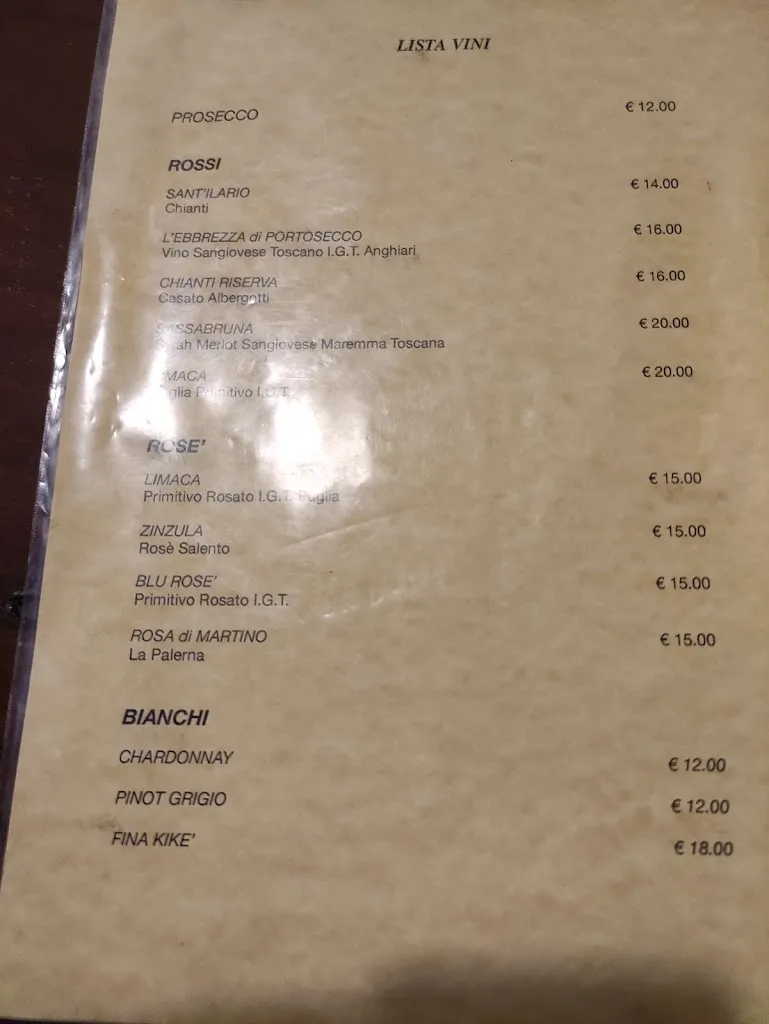 LISTA VINI
PROSECCO € 12.00
ROSSI
SANT'ILARIO € 14.00
Chianti
L'EBBREZZA di PORTOSECCO € 16.00
Vino Sangiovese Toscano I.G.T. Anghiari
CHIANTI RISERVA € 16.00
Casato Albergotti
SASSABRUNA € 20.00
Merlot Sangiovese Maremma Toscana
€ 20.00
Primitivo I.G.T.
ROSE'
LIMACA € 15.00
Primitivo Rosato I.G.T. Puglia
ZINZULA € 15.00
Rosè Salento
BLU ROSE' € 15.00
Primitivo Rosato I.G.T.
ROSA di MARTINO € 15.00
La Palerna
BIANCHI
CHARDONNAY € 12.00
PINOT GRIGIO € 12.00
FINA KIKE' € 18.00